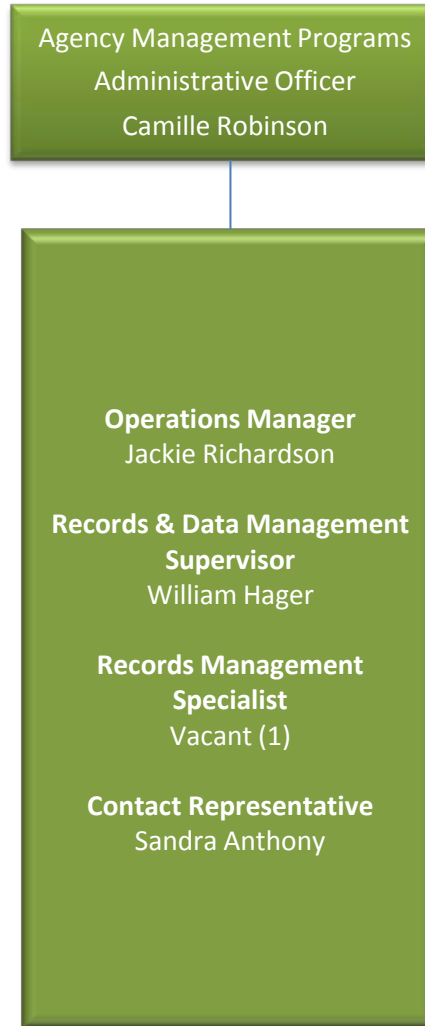 Agency Management Programs
Administrative Officer
Camille Robinson
Operations Manager
Jackie Richardson
Records & Data Management
Supervisor
William Hager
Records Management
Specialist
Vacant (1)
Contact Representative
Sandra Anthony